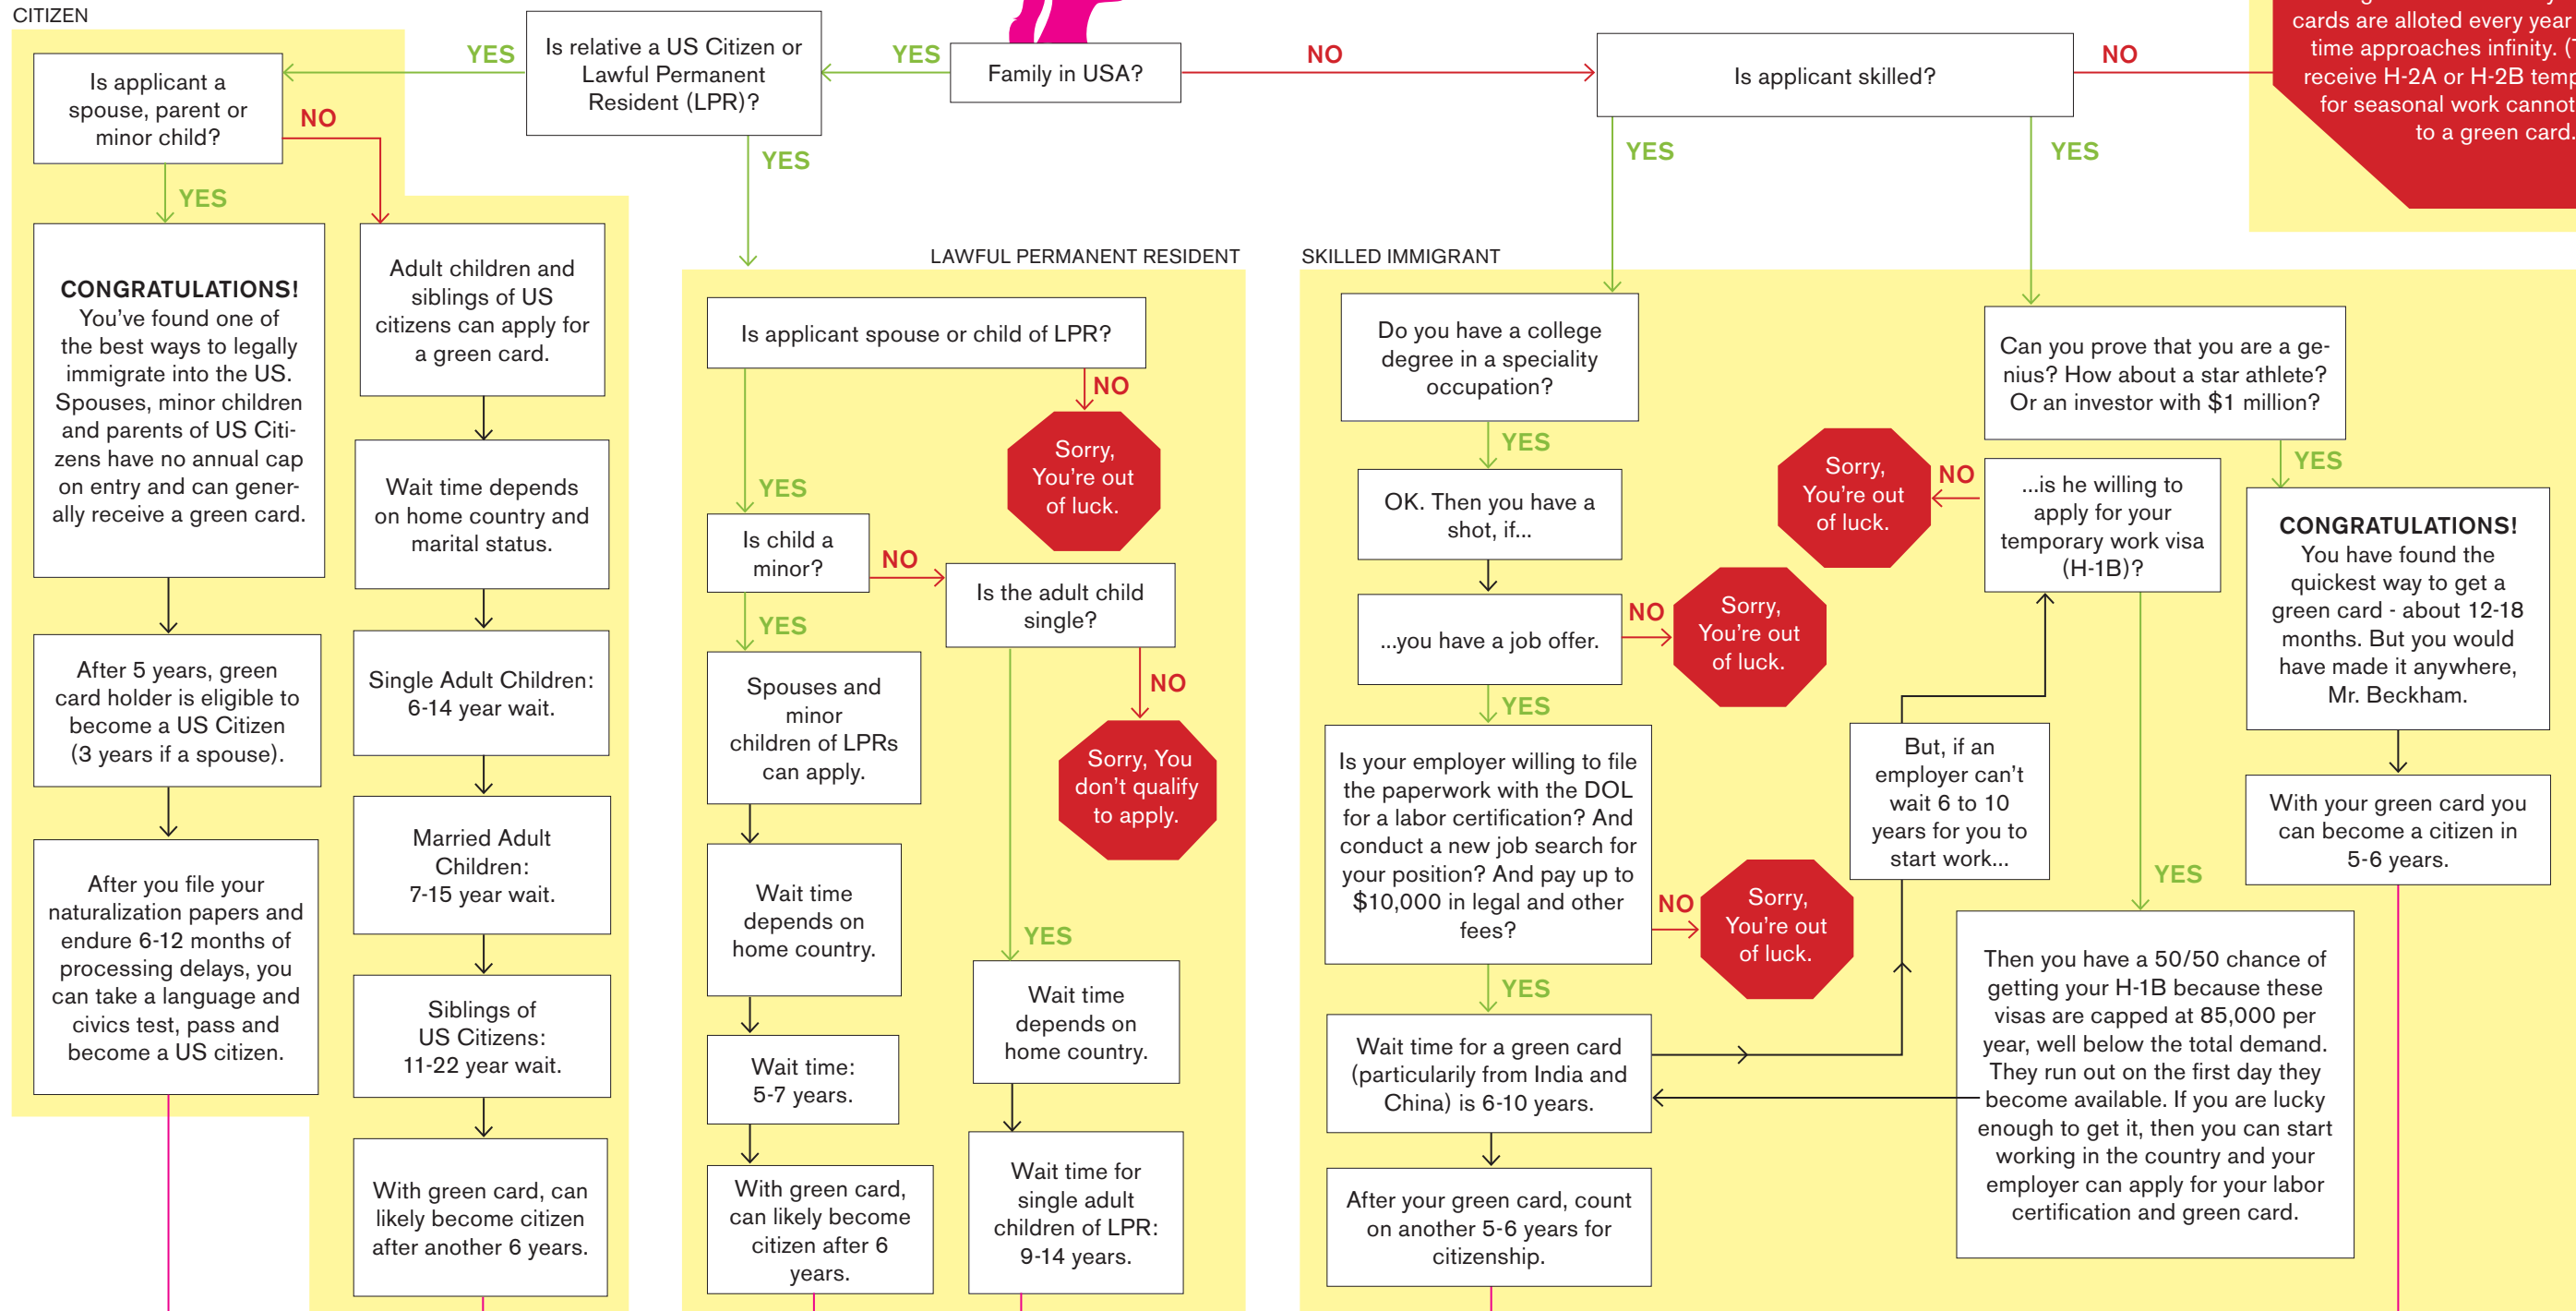 CITIZEN
Is applicant a
spouse, parent or
minor child?
YES
NO
YES
CONGRATULATIONS!
You've found one of
the best ways to legally
immigrate into the US.
Spouses, minor children
and parents of US Citi-
zens have no annual cap
on entry and can gener-
ally receive a green card.
After 5 years, green
card holder is eligible to
become a US Citizen
(3 years if a spouse).
After you file your
naturalization papers and
endure 6-12 months of
processing delays, you
can take a language and
civics test, pass and
become a US citizen.
Adult children and
siblings of US
citizens can apply for
a green card.
Wait time depends
on home country and
marital status.
Single Adult Children:
6-14 year wait.
Married Adult
Children:
7-15 year wait.
Siblings of
US Citizens:
11-22 year wait.
With green card, can
likely become citizen
after another 6 years.
Is relative a US Citizen or
Lawful Permanent
Resident (LPR)?
YES
YES
Family in USA?
NO
LAWFUL PERMANENT RESIDENT
Is applicant spouse or child of LPR?
NO
Sorry,
You're out
of luck.
YES
Is child a
minor?
NO
Is the adult child
single?
YES
NO
Sorry, You
don't qualify
to apply.
Spouses and
minor
children of LPRs
can apply.
Wait time
depends on
home country.
Wait time:
5-7 years.
With green card,
can likely become
citizen after 6
years.
YES
Wait time
depends on
home country.
Wait time for
single adult
children of LPR:
9-14 years.
Is applicant skilled?
NO
YES
YES
cards are alloted every year
time approaches infinity.
receive H-2A or H-2B
for seasonal work cannot
to a green card.
SKILLED IMMIGRANT
Do you have a college
degree in a speciality
occupation?
YES
OK. Then you have a
shot, if...
...you have a job offer.
NO
Sorry,
You're out
of luck.
YES
Is your employer willing to file
the paperwork with the DOL
for a labor certification? And
conduct a new job search for
your position? And pay up to
$10,000 in legal and other
fees?
NO
Sorry,
You're out
of luck.
YES
Wait time for a green card
(particularily from India and
China) is 6-10 years.
After your green card, count
on another 5-6 years for
citizenship.
But, if an
employer can't
wait 6 to 10
years for you to
start work...
...is he willing to
apply for your
temporary work visa
(H-1B)?
NO
Sorry,
You're out
of luck.
YES
Then you have a 50/50 chance of
getting your H-1B because these
visas are capped at 85,000 per
year, well below the total demand.
They run out on the first day they
become available. If you are lucky
enough to get it, then you can start
working in the country and your
employer can apply for your labor
certification and green card.
Can you prove that you are a ge-
nius? How about a star athlete?
Or an investor with $1 million?
YES
CONGRATULATIONS!
You have found the
quickest way to get a
green card - about 12-18
months. But you would
have made it anywhere,
Mr. Beckham.
With your green card you
can become a citizen in
5-6 years.